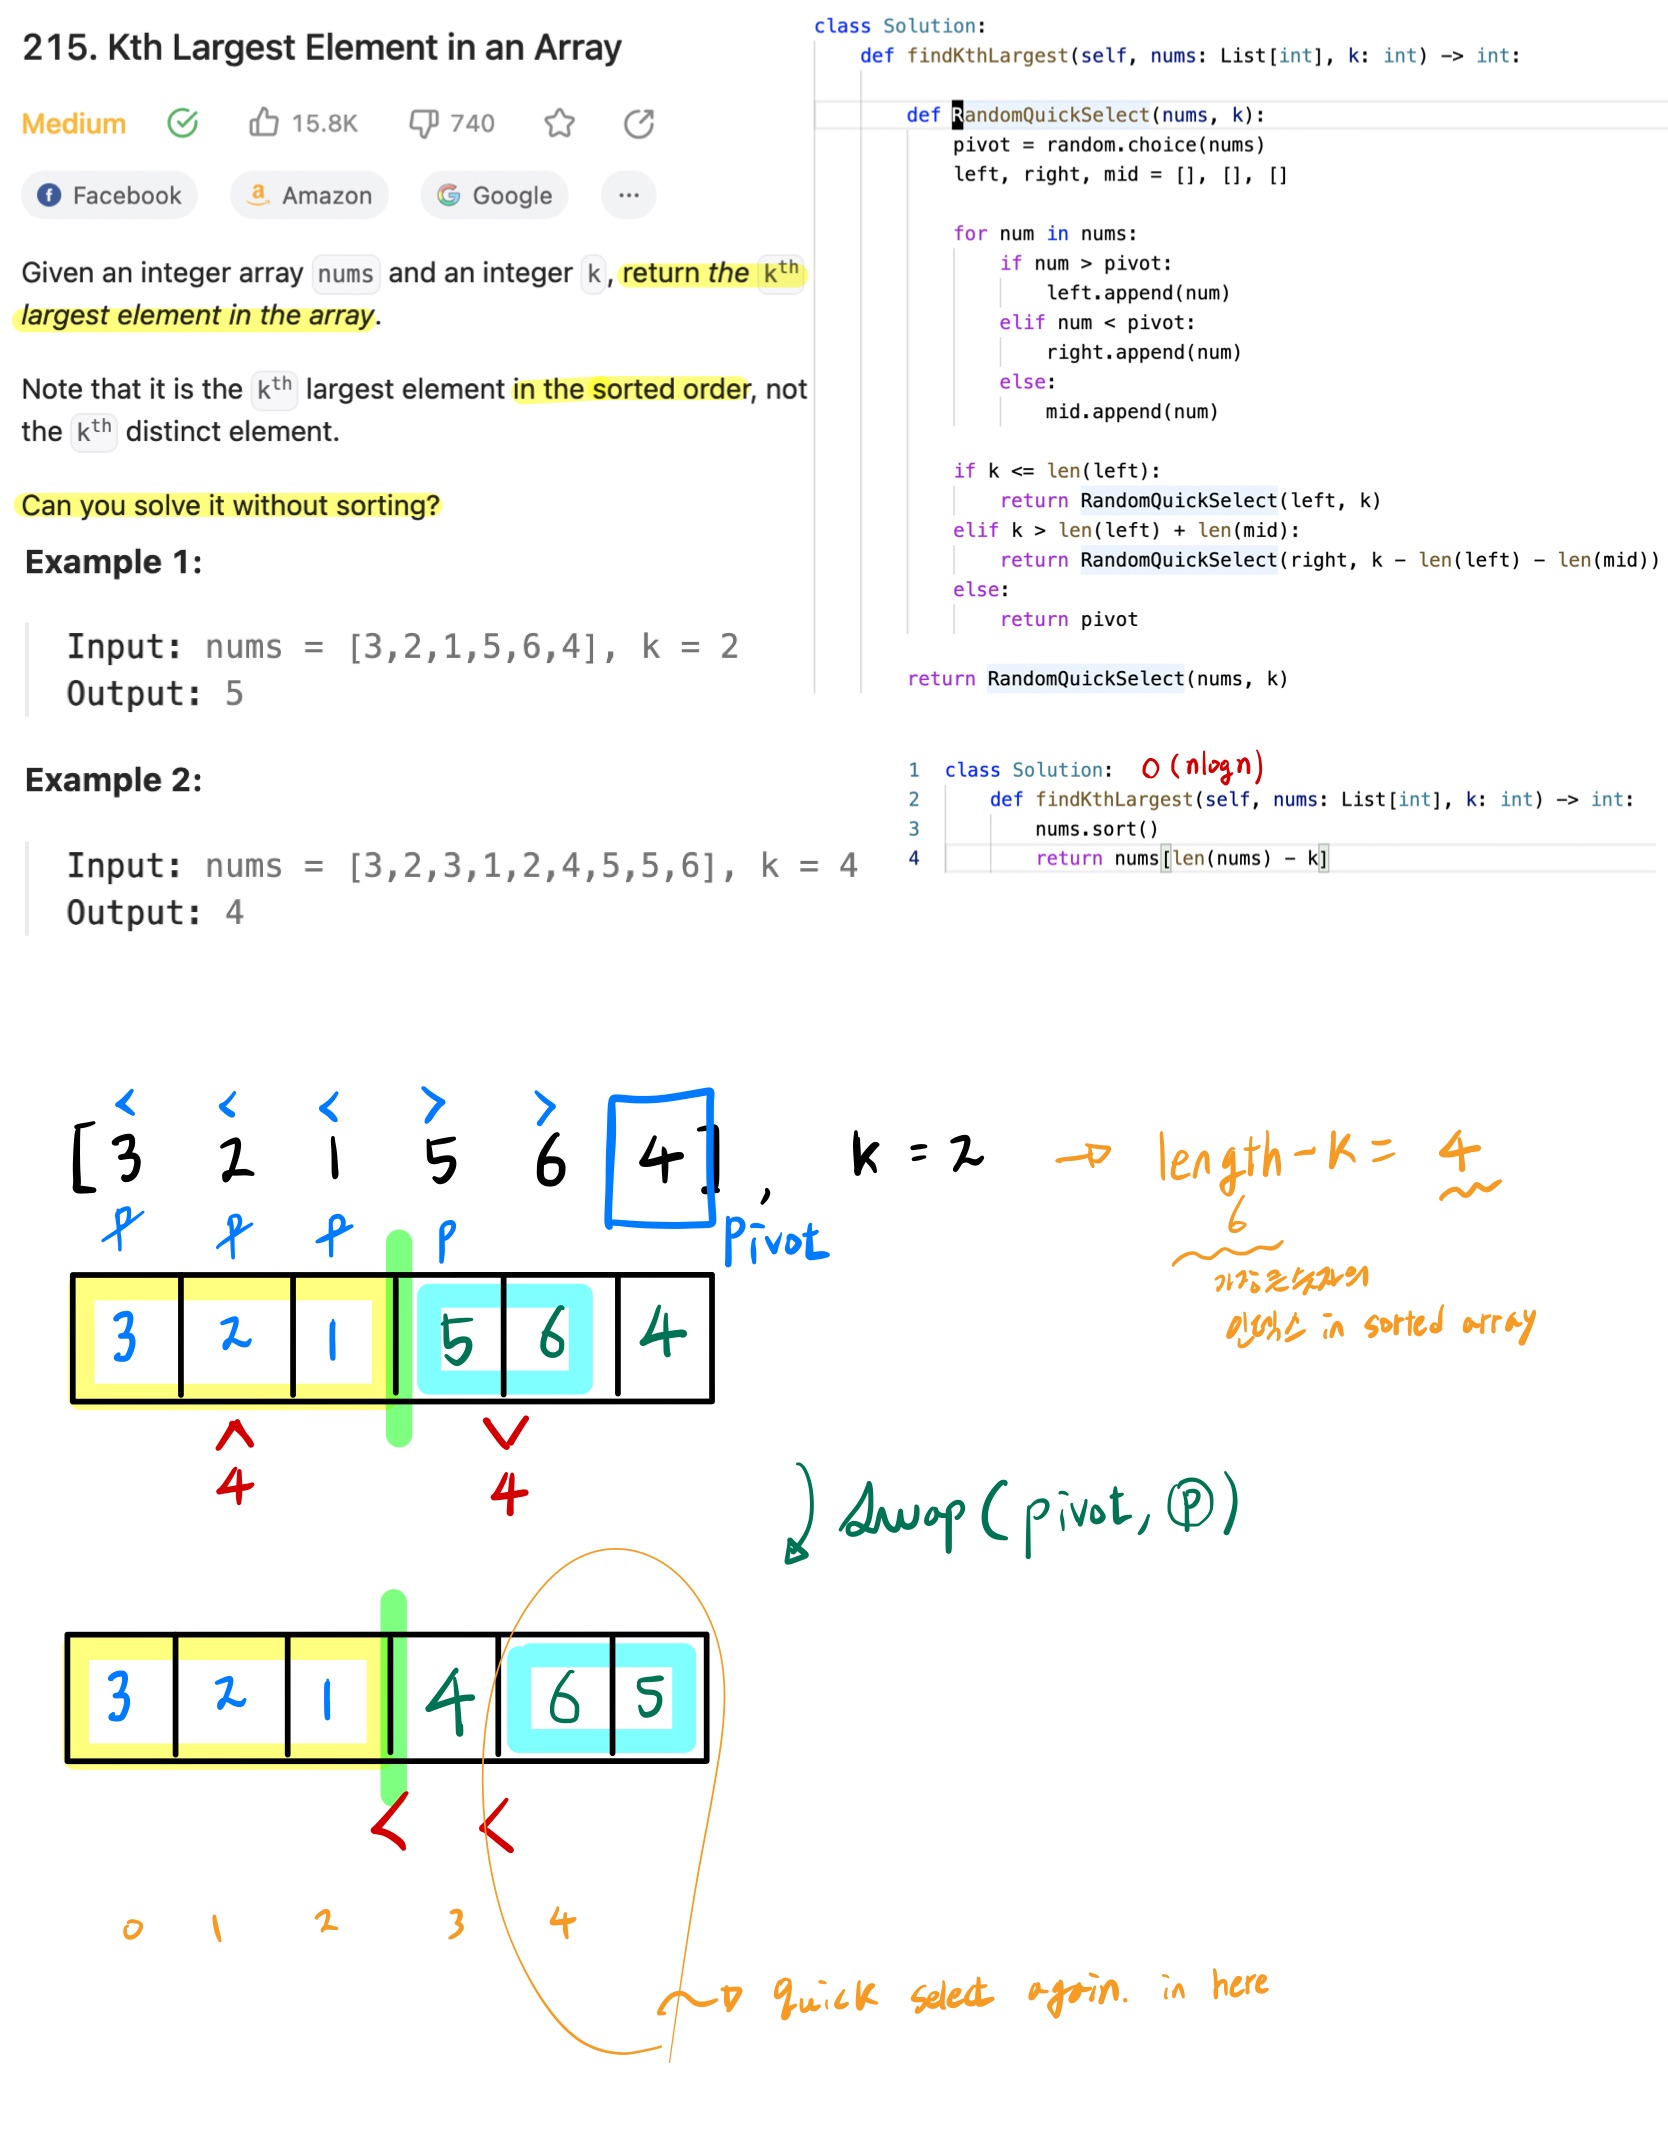 215. Kth Largest Element in an Array
Medium 15.8K 740
Facebook Amazon Google ...
Given an integer array nums and an integer k, return the kth
largest element in the array.
Note that it is the kth largest element in the sorted order, not
the kth distinct element.
Can you solve it without sorting?
Example 1:
Input: nums = [3,2,1,5,6,4], k = 2
Output: 5
Example 2:
Input: nums = [3,2,3,1,2,4,5,5,6], k = 4
Output: 4
class Solution:
def findKthLargest(self, nums: List[int], k: int) -> int:
def RandomQuickSelect(nums, k):
pivot = random.choice(nums)
left, right, mid = [], [], []
for num in nums:
if num > pivot:
left.append(num)
elif num < pivot:
right.append(num)
else:
mid.append(num)
if k <= len(left):
return RandomQuickSelect(left, k)
elif k > len(left) + len(mid):
return RandomQuickSelect(right, k - len(left) - len(mid))
else:
return pivot
return RandomQuickSelect(nums, k)
1 class Solution: O(nlogn)
2 def findKthLargest(self, nums: List[int], k: int) -> int:
3 nums.sort()
4 return nums[len(nums) - k]
< < < > >
[3 2 1 5 6 4], k = 2 → length-k = 4
p p p p pivot
6
3 2 1 5 6 4
인덱스 in sorted array
^ v
4 4
swap(pivot, p)
3 2 1 4 6 5
< <
0 1 2 3 4
quick select again. in here